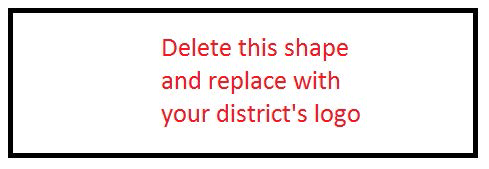 Delete this shape
and replace with
your district's logo